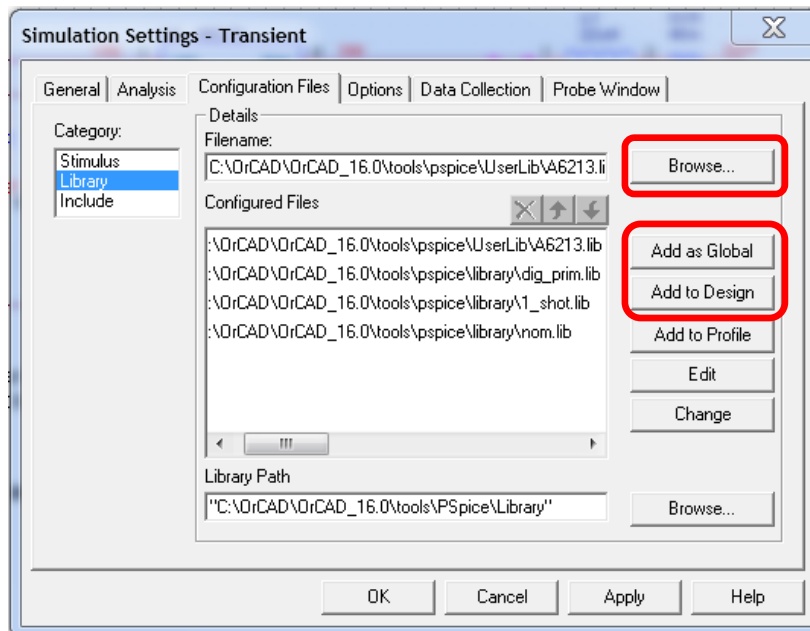 Simulation Settings - Transient
General Analysis Configuration Files Options Data Collection Probe Window
Category:
Stimulus
Library
Include
Details
Filename:
C:\OrCAD\OrCAD_16.0\tools\pspice\UserLib\A6213.li
Browse...
Configured Files
:\OrCAD\OrCAD_16.0\tools\pspice\UserLib\A6213.lib
:\OrCAD\OrCAD_16.0\tools\pspice\library\dig_prim.lib
:\OrCAD\OrCAD_16.0\tools\pspice\library\1_shot.lib
:\OrCAD\OrCAD_16.0\tools\pspice\library\nom.lib
Add as Global
Add to Design
Add to Profile
Edit
Change
Library Path
"C:\OrCAD\OrCAD_16.0\tools\PSpice\Library"
Browse...
OK Cancel Apply Help